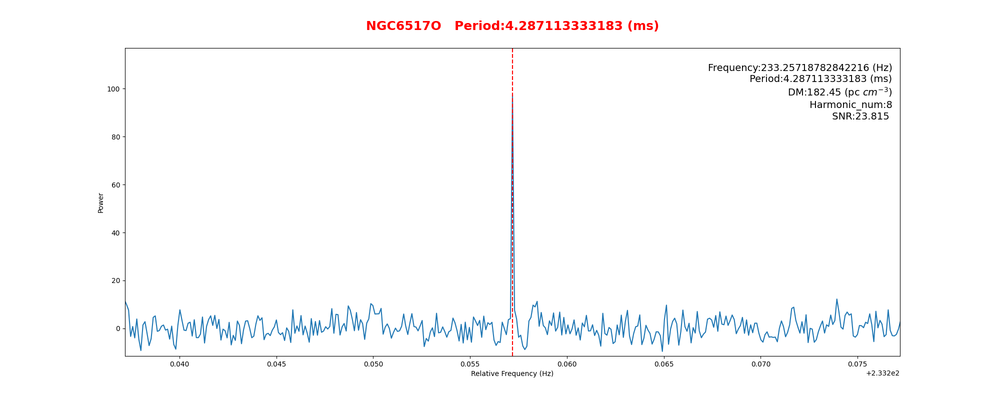 NGC6517O   Period:4.287113333183 (ms)
Frequency:233.25718782842216 (Hz)
Period:4.287113333183 (ms)
DM:182.45 (pc cm⁻³)
Harmonic_num:8
SNR:23.815
100
80
60
40
20
0
Power
0.040 0.045 0.050 0.055 0.060 0.065 0.070 0.075
Relative Frequency (Hz)
+2.332e2